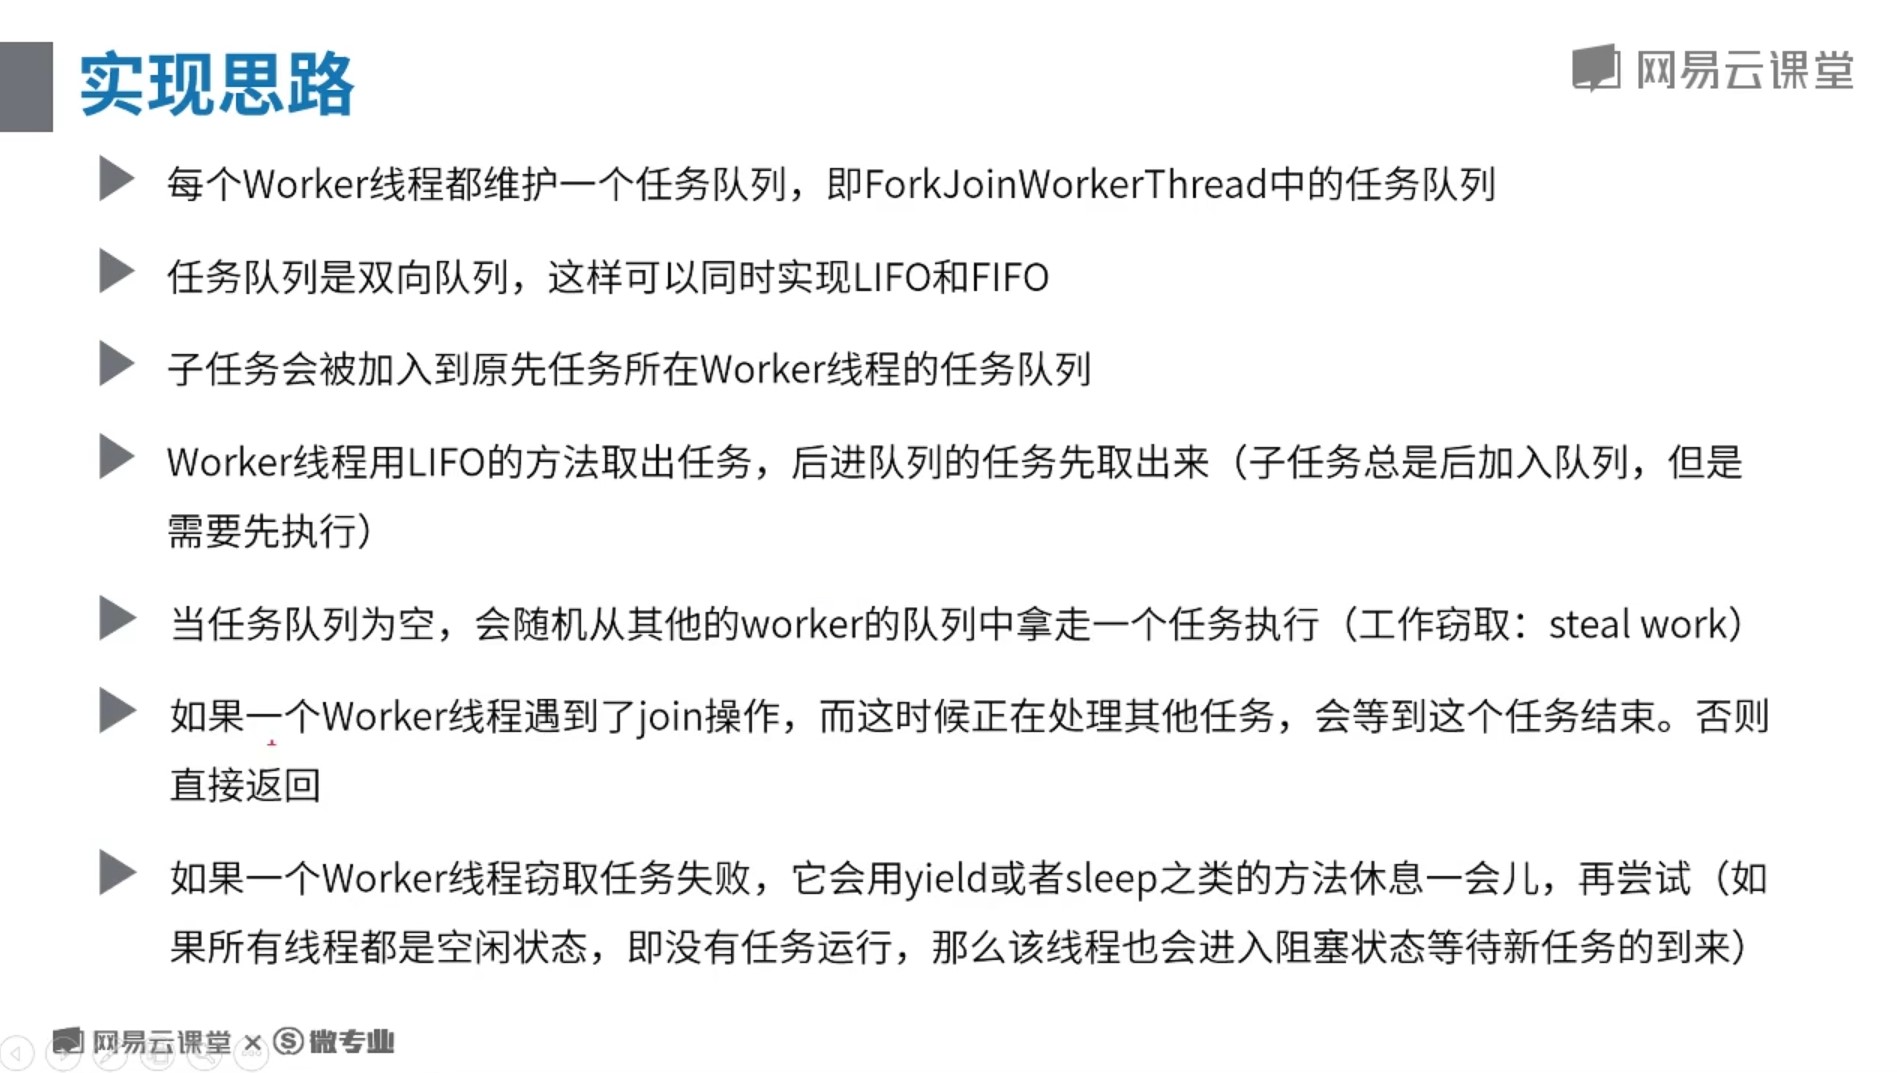 实现思路
网易云课堂
每个Worker线程都维护一个任务队列，即ForkJoinWorkerThread中的任务队列
任务队列是双向队列，这样可以同时实现LIFO和FIFO
子任务会被加入到原先任务所在Worker线程的任务队列
Worker线程用LIFO的方法取出任务，后进队列的任务先取出来（子任务总是后加入队列，但是
需要先执行）
当任务队列为空，会随机从其他的worker的队列中拿走一个任务执行（工作窃取：steal work）
如果一个Worker线程遇到了join操作，而这时候正在处理其他任务，会等到这个任务结束。否则
直接返回
如果一个Worker线程窃取任务失败，它会用yield或者sleep之类的方法休息一会儿，再尝试（如
果所有线程都是空闲状态，即没有任务运行，那么该线程也会进入阻塞状态等待新任务的到来）
网易云课堂 × 微专业